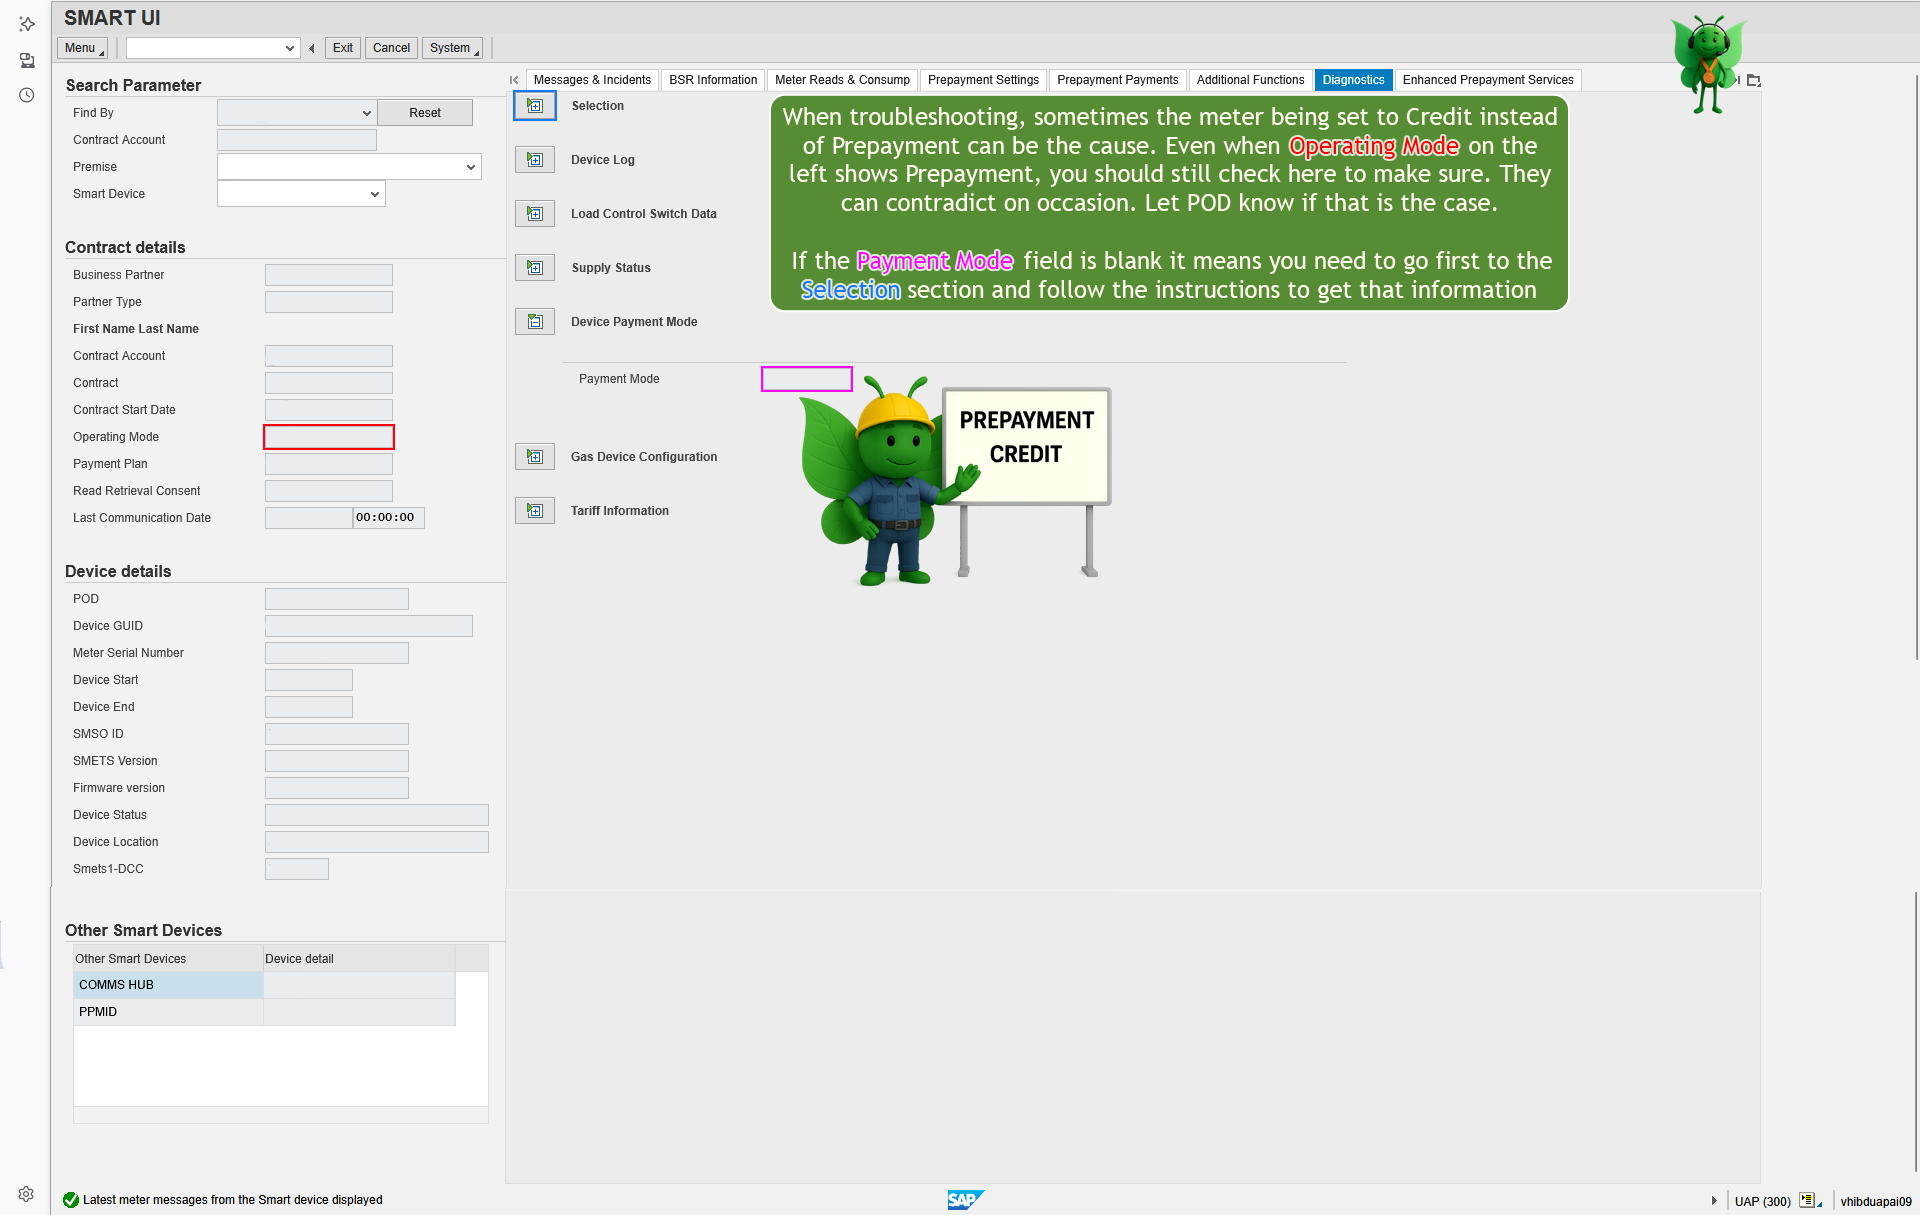 SMART UI
Menu
Exit
Cancel
System
Search Parameter
Find By
Reset
Contract Account
Premise
Smart Device
Contract details
Business Partner
Partner Type
First Name Last Name
Contract Account
Contract
Contract Start Date
Operating Mode
Payment Plan
Read Retrieval Consent
Last Communication Date
00:00:00
Device details
POD
Device GUID
Meter Serial Number
Device Start
Device End
SMSO ID
SMETS Version
Firmware version
Device Status
Device Location
Smets1-DCC
Other Smart Devices
Other Smart Devices
Device detail
COMMS HUB
PPMID
Messages & Incidents
BSR Information
Meter Reads & Consump
Prepayment Settings
Prepayment Payments
Additional Functions
Diagnostics
Enhanced Prepayment Services
Selection
Device Log
Load Control Switch Data
Supply Status
Device Payment Mode
Payment Mode
Gas Device Configuration
Tariff Information
When troubleshooting, sometimes the meter being set to Credit instead
of Prepayment can be the cause. Even when Operating Mode on the
left shows Prepayment, you should still check here to make sure. They
can contradict on occasion. Let POD know if that is the case.
If the Payment Mode field is blank it means you need to go first to the
Selection section and follow the instructions to get that information
PREPAYMENT
CREDIT
Latest meter messages from the Smart device displayed
SAP
UAP (300)
vhibduapai09